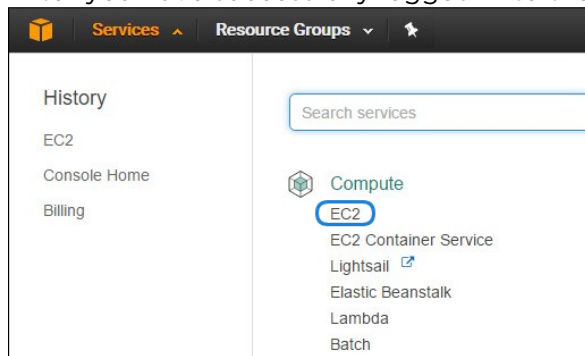 Services
Resource Groups
History
EC2
Console Home
Billing
Search services
Compute
EC2
EC2 Container Service
Lightsail
Elastic Beanstalk
Lambda
Batch